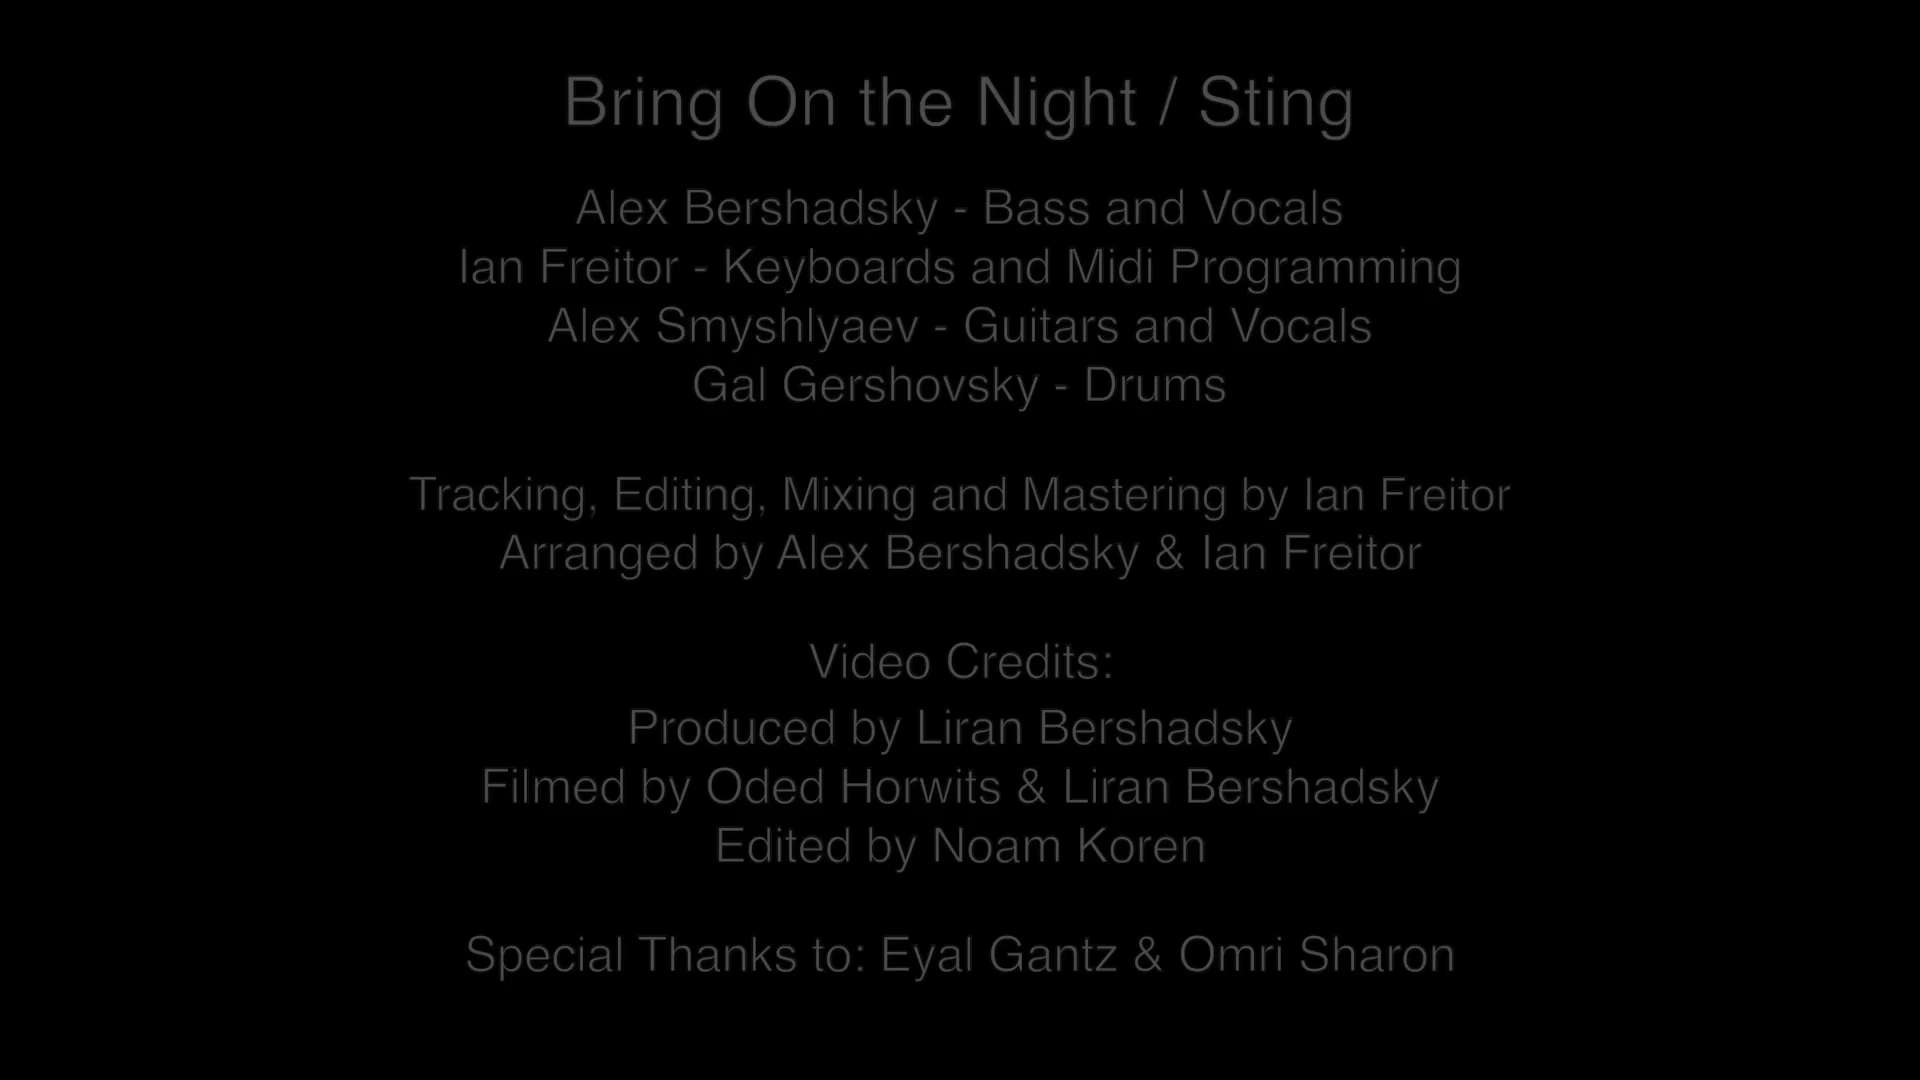 Bring On the Night / Sting
Alex Bershadsky - Bass and Vocals
Ian Freitor - Keyboards and Midi Programming
Alex Smyshlyaev - Guitars and Vocals
Gal Gershovsky - Drums
Tracking, Editing, Mixing and Mastering by Ian Freitor
Arranged by Alex Bershadsky & Ian Freitor
Video Credits:
Produced by Liran Bershadsky
Filmed by Oded Horwits & Liran Bershadsky
Edited by Noam Koren
Special Thanks to: Eyal Gantz & Omri Sharon